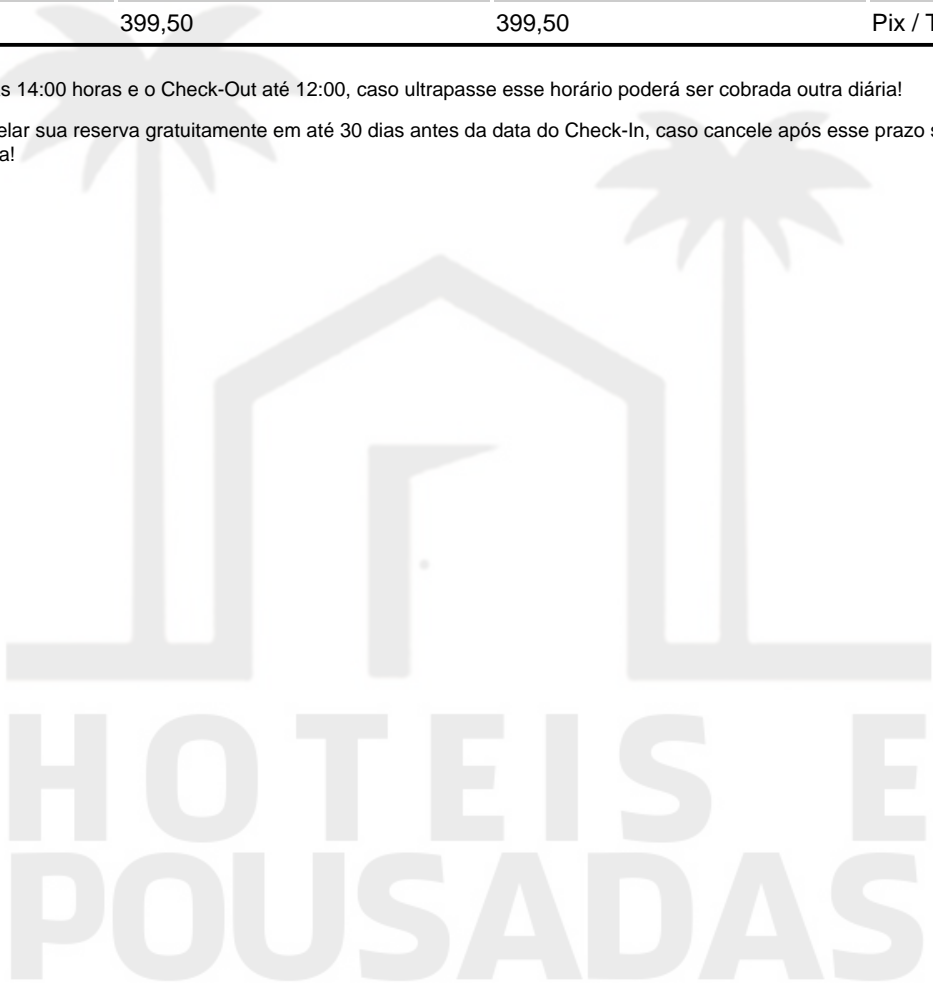 399,50 399,50 Pix / T
s 14:00 horas e o Check-Out até 12:00, caso ultrapasse esse horário poderá ser cobrada outra diária!
elar sua reserva gratuitamente em até 30 dias antes da data do Check-In, caso cancele após esse prazo s
a!
HOTEIS E
POUSADAS